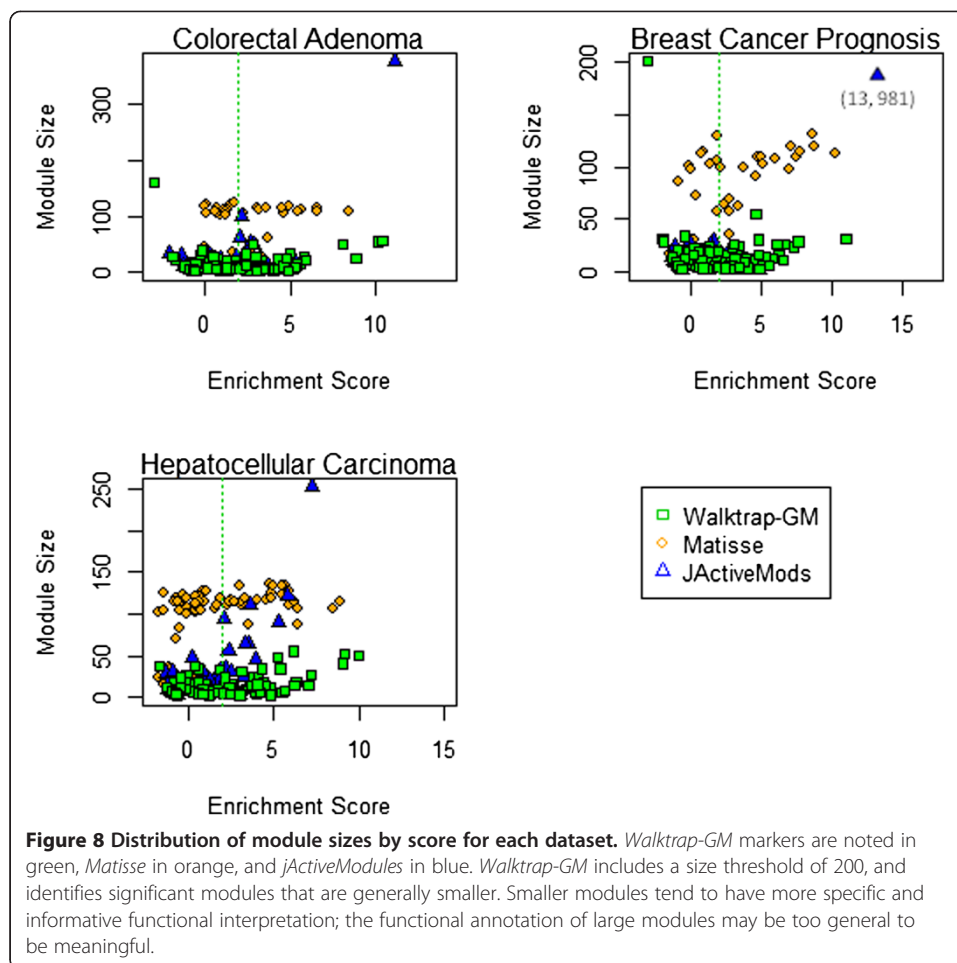 Colorectal Adenoma
Module Size
0 100 300
0 5 10
Enrichment Score
Breast Cancer Prognosis
(13, 981)
Module Size
0 50 100 200
0 5 10 15
Enrichment Score
Hepatocellular Carcinoma
Module Size
0 50 150 250
0 5 10 15
Enrichment Score
Walktrap-GM
Matisse
JActiveMods
Figure 8 Distribution of module sizes by score for each dataset. Walktrap-GM markers are noted in
green, Matisse in orange, and jActiveModules in blue. Walktrap-GM includes a size threshold of 200, and
identifies significant modules that are generally smaller. Smaller modules tend to have more specific and
informative functional interpretation; the functional annotation of large modules may be too general to
be meaningful.